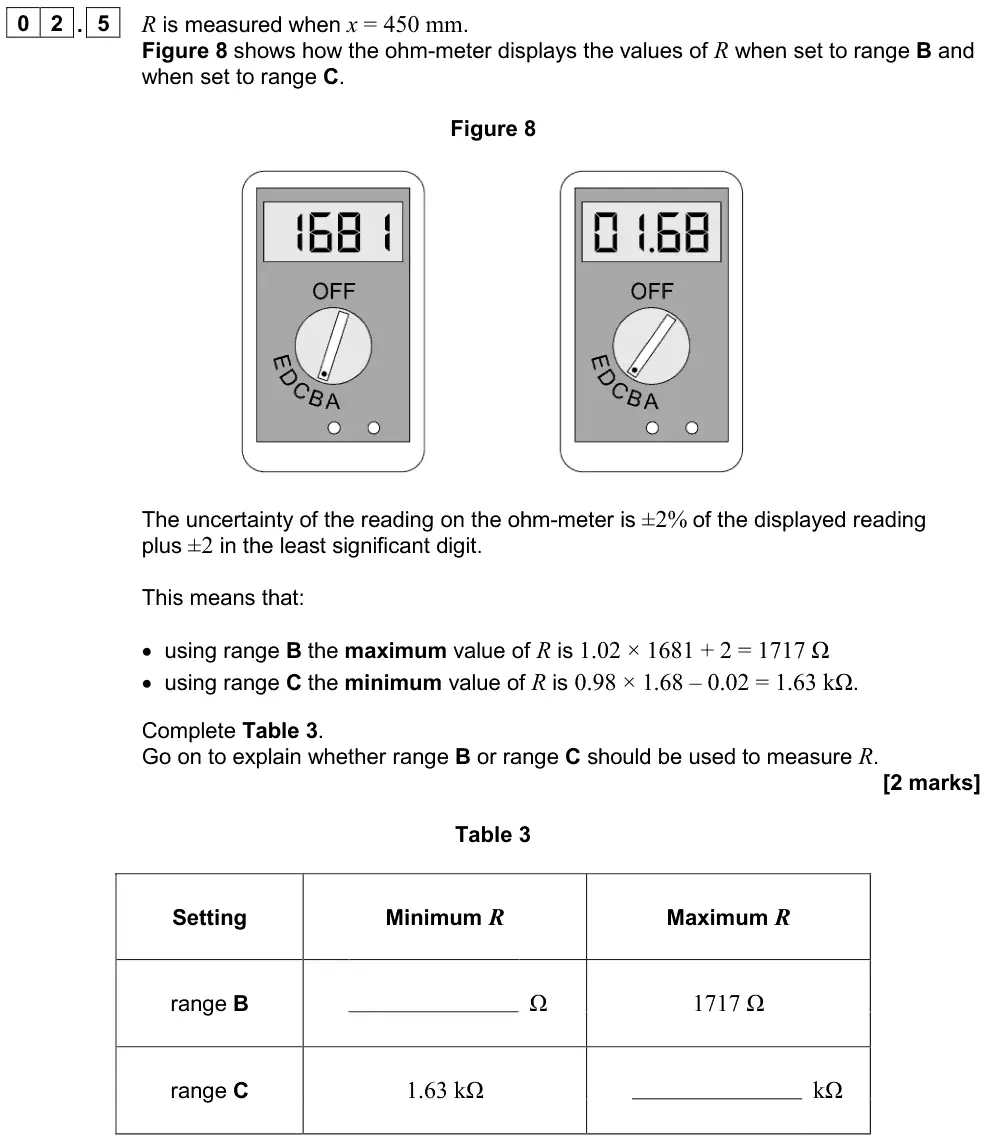 0 2 . 5 R is measured when x = 450 mm.
Figure 8 shows how the ohm-meter displays the values of R when set to range B and
when set to range C.
Figure 8
1681
OFF
E D C B A
01.68
OFF
E D C B A
The uncertainty of the reading on the ohm-meter is ±2% of the displayed reading
plus ±2 in the least significant digit.
This means that:
• using range B the maximum value of R is 1.02 × 1681 + 2 = 1717 Ω
• using range C the minimum value of R is 0.98 × 1.68 – 0.02 = 1.63 kΩ.
Complete Table 3.
Go on to explain whether range B or range C should be used to measure R.
[2 marks]
Table 3
Setting Minimum R Maximum R
range B ____________ Ω 1717 Ω
range C 1.63 kΩ ____________ kΩ